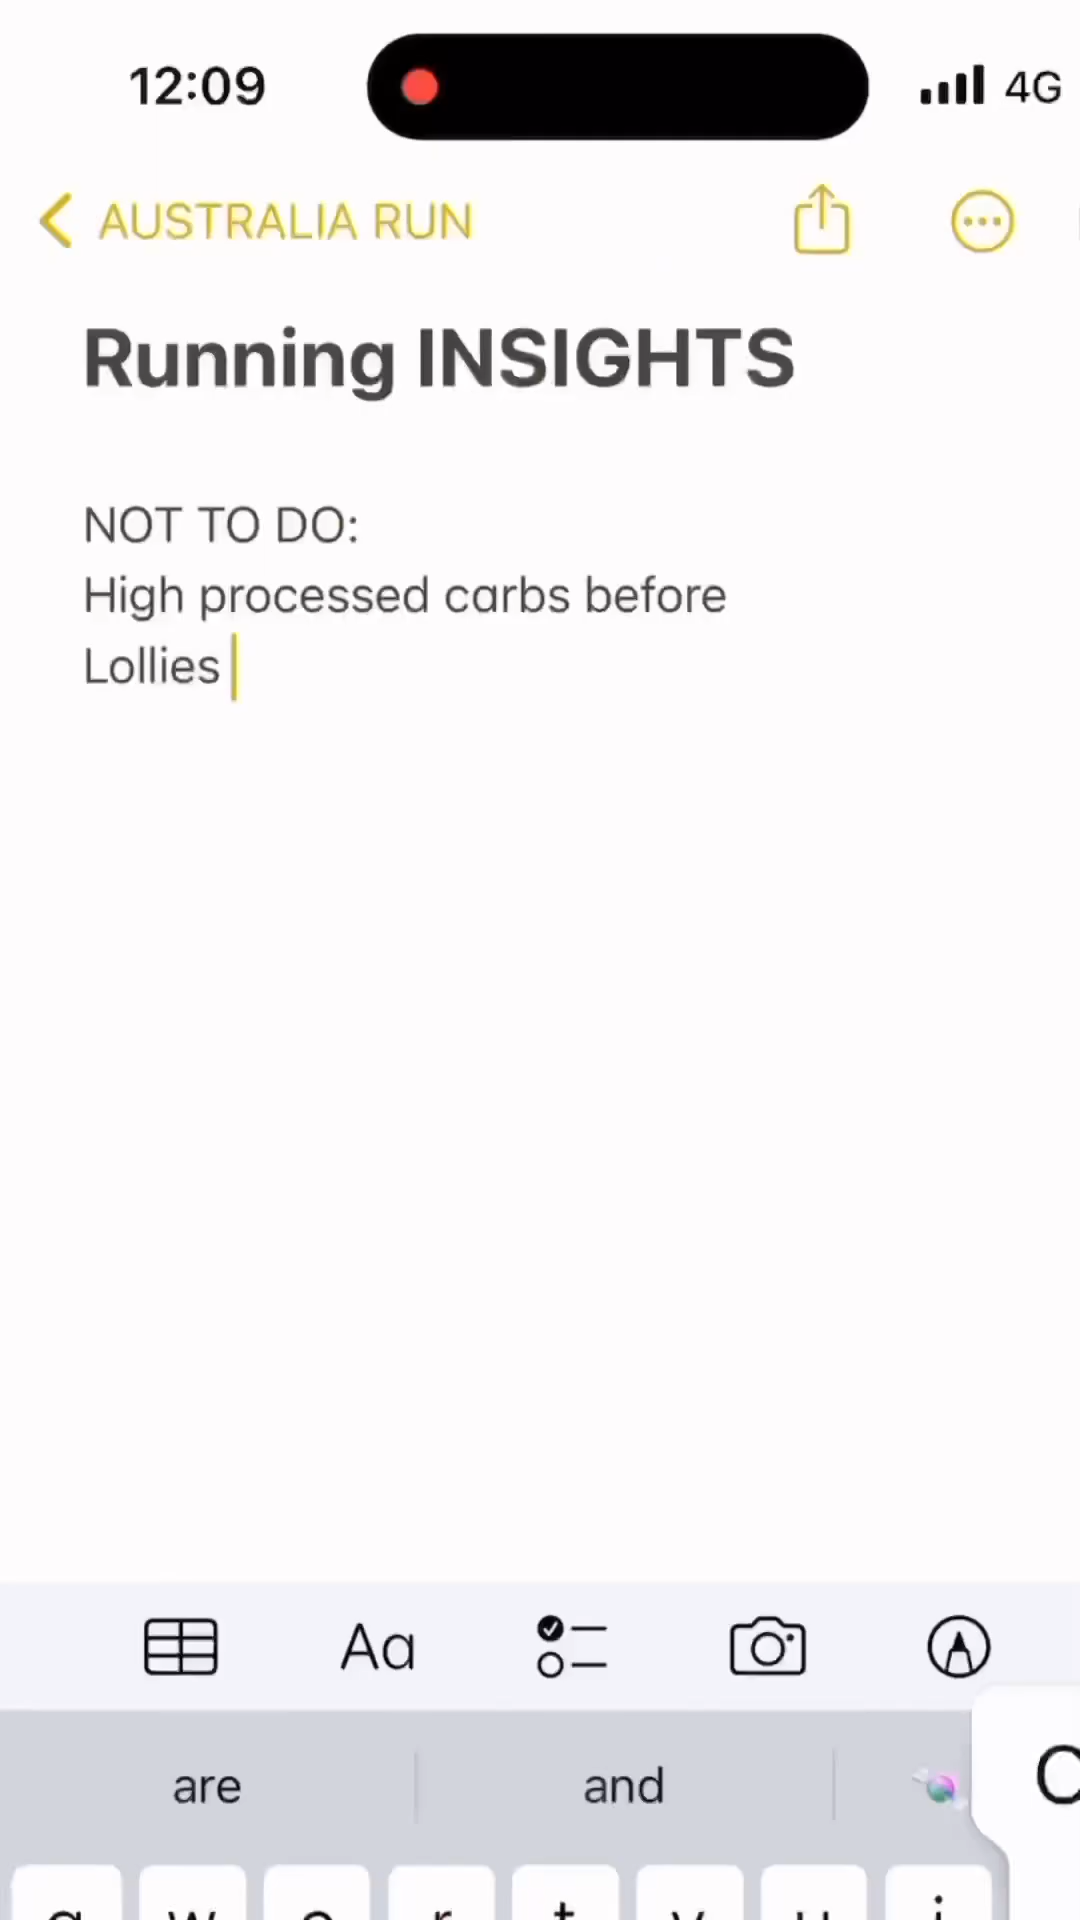 12:09 4G
AUSTRALIA RUN
Running INSIGHTS
NOT TO DO:
High processed carbs before
Lollies
Aa
are and